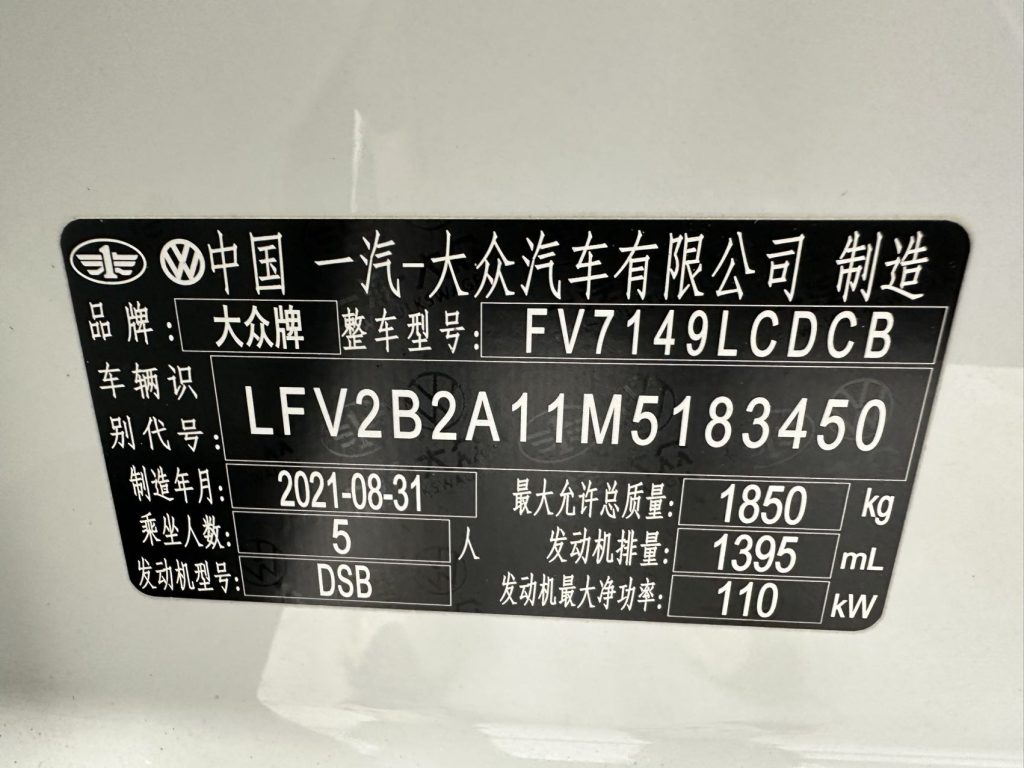 中国 一汽-大众汽车有限公司 制造
品牌: 大众牌 整车型号: FV7149LCDCB
车辆识
别代号: LFV2B2A11M5183450
制造年月: 2021-08-31 最大允许总质量: 1850 kg
乘坐人数: 5 人 发动机排量: 1395 mL
发动机型号: DSB 发动机最大净功率: 110 kW